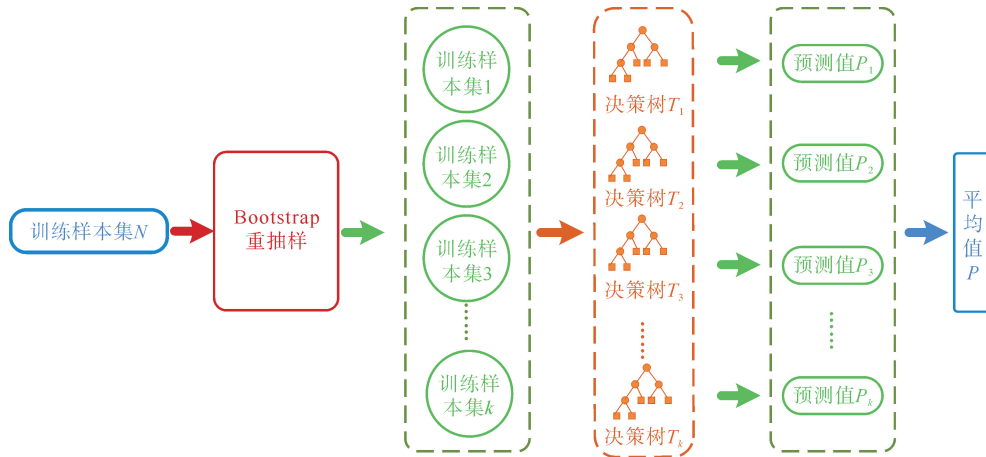 训练样本集N
Bootstrap
重抽样
训练样
本集1
训练样
本集2
训练样
本集3
训练样
本集k
决策树T1
决策树T2
决策树T3
决策树Tk
预测值P1
预测值P2
预测值P3
预测值Pk
平
均
值
P